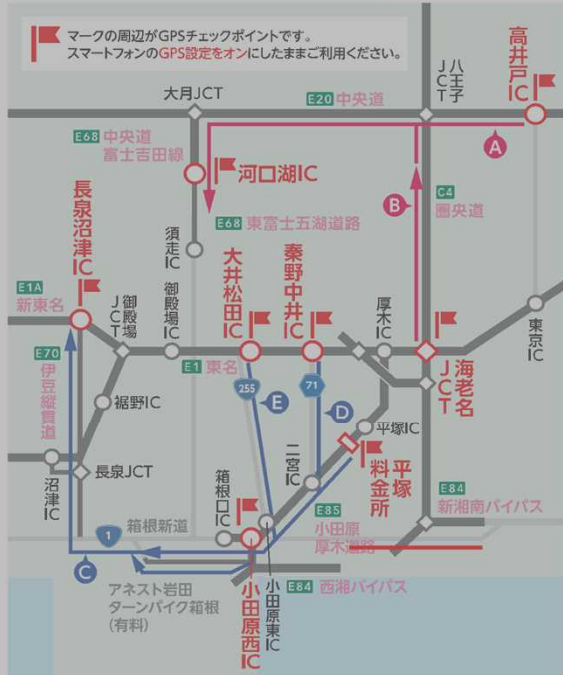 マークの周辺がGPSチェックポイントです。
スマートフォンのGPS設定をオンにしたままご利用ください。
高井戸IC
八王子JCT
大月JCT
E20 中央道
A
E68 中央道
富士吉田線
河口湖IC
B
C4
圏央道
長泉沼津IC
E68 東富士五湖道路
須走IC
大井松田IC
秦野中井IC
E1A
新東名
御殿場JCT
御殿場IC
厚木IC
東京IC
E70
伊豆縦貫道
E1 東名
海老名JCT
255
E
71
D
裾野IC
平塚IC
二宮IC
平塚料金所
沼津IC
長泉JCT
箱根口IC
E85
小田原
厚木道路
E84
新湘南バイパス
1
箱根新道
C
アネスト岩田
ターンパイク箱根
(有料)
小田原西IC
小田原東IC
E84 西湘バイパス